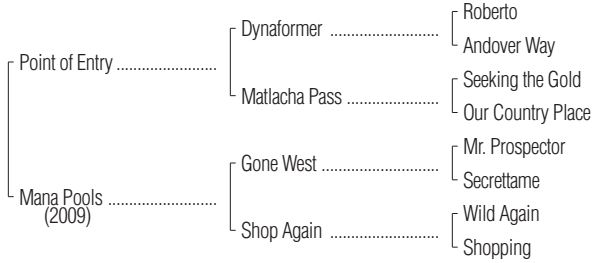 Roberto
Dynaformer
Andover Way
Point of Entry
Seeking the Gold
Matlacha Pass
Our Country Place
Mr. Prospector
Gone West
Secrettame
Mana Pools
(2009)
Wild Again
Shop Again
Shopping